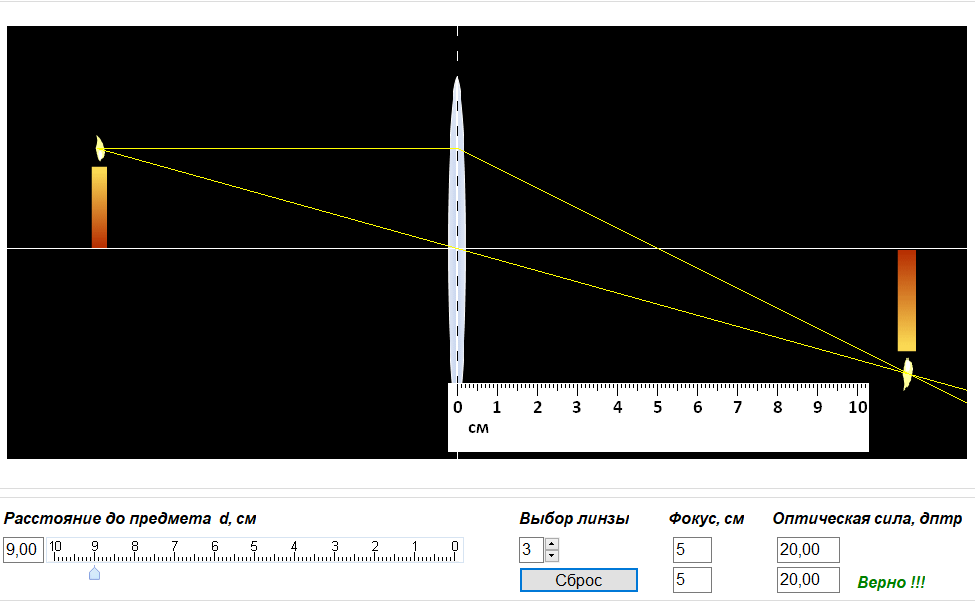 0 1 2 3 4 5 6 7 8 9 10
см
Расстояние до предмета d, см Выбор линзы Фокус, см Оптическая сила, дптр
9,00 10 9 8 7 6 5 4 3 2 1 0 3 5 20,00
Сброс 5 20,00 Верно !!!